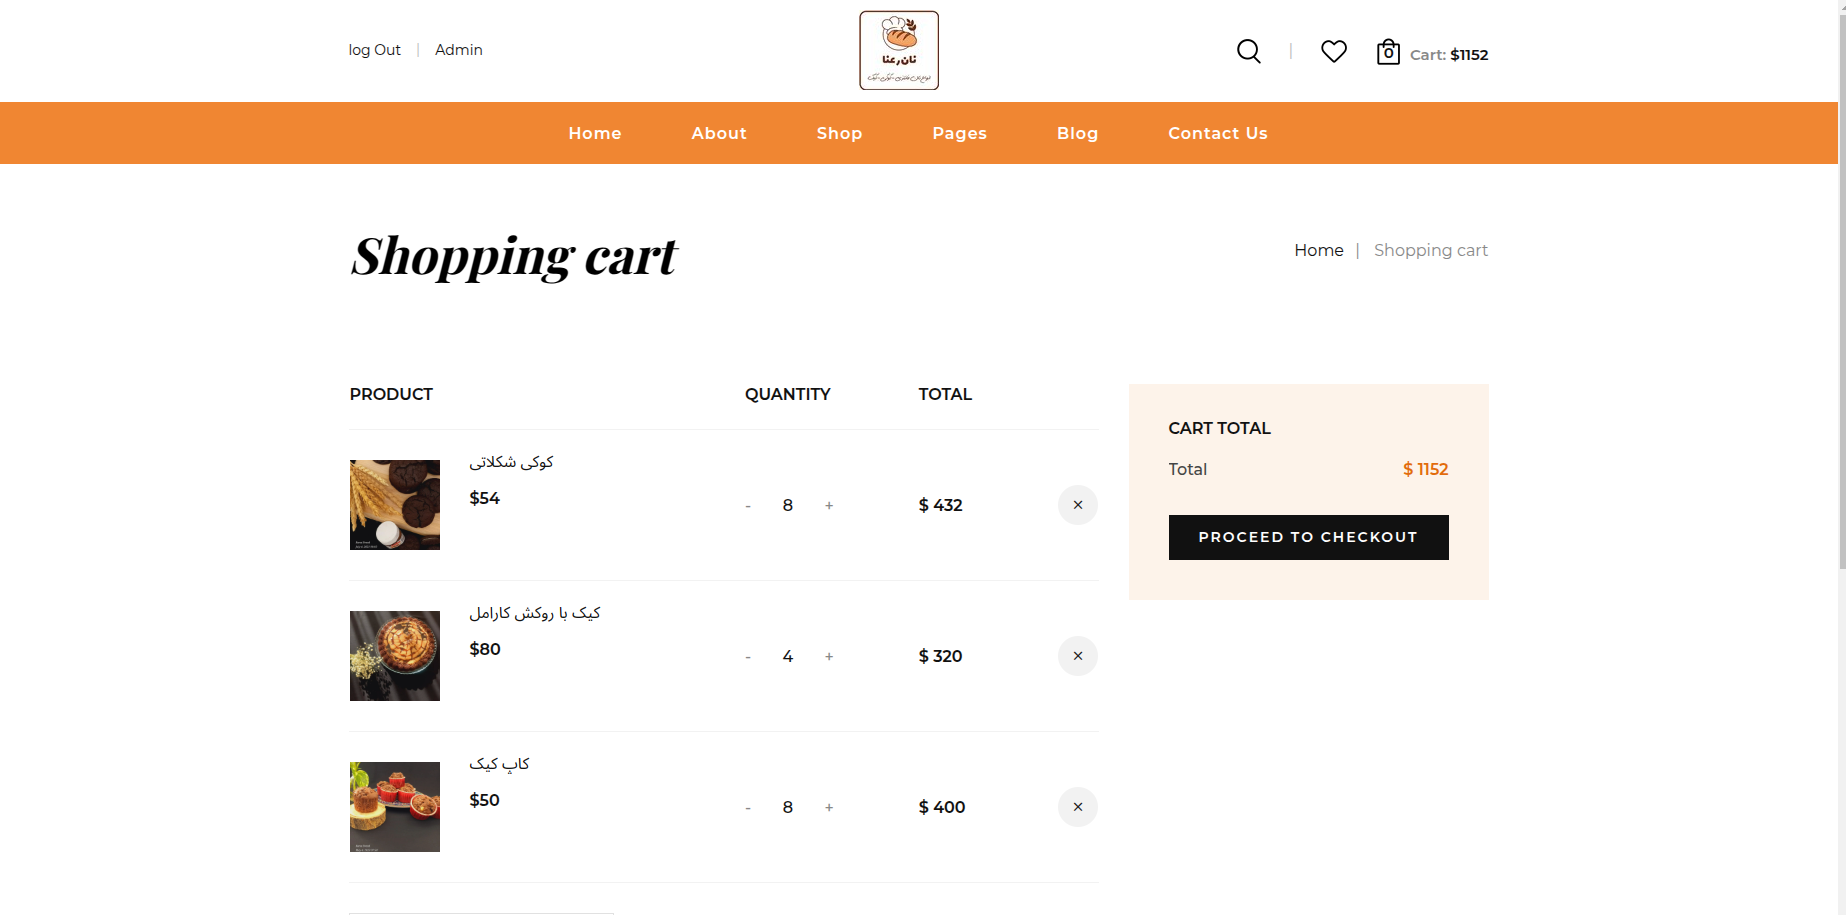 log Out | Admin
نان رعنا
0 Cart: $1152
Home About Shop Pages Blog Contact Us
Shopping cart
Home | Shopping cart
PRODUCT QUANTITY TOTAL
کوکی شکلاتی
$54
- 8 + $ 432 ×
کیک با روکش کارامل
$80
- 4 + $ 320 ×
کاپ کیک
$50
- 8 + $ 400 ×
CART TOTAL
Total $ 1152
PROCEED TO CHECKOUT